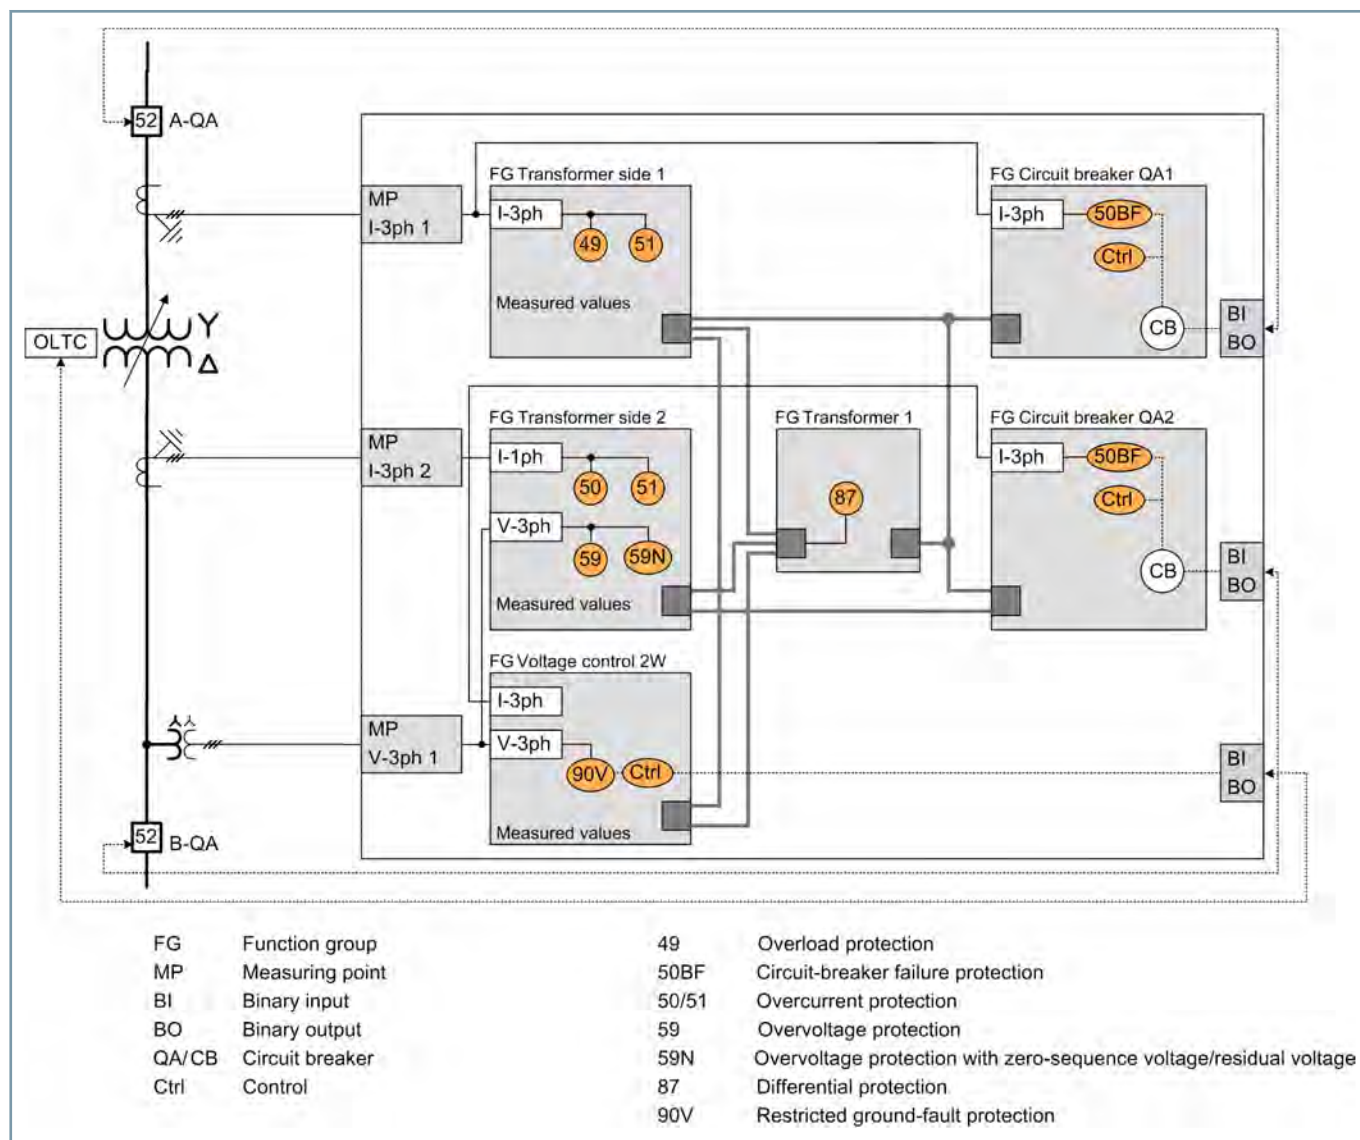 52 A-QA
MP
I-3ph 1
FG Transformer side 1
I-3ph
49
51
Measured values
FG Circuit breaker QA1
I-3ph
50BF
Ctrl
CB
BI
BO
OLTC
Y
Δ
MP
I-3ph 2
FG Transformer side 2
I-1ph
50
51
V-3ph
59
59N
Measured values
FG Transformer 1
87
FG Circuit breaker QA2
I-3ph
50BF
Ctrl
CB
BI
BO
FG Voltage control 2W
I-3ph
MP
V-3ph 1
V-3ph
90V
Ctrl
Measured values
BI
BO
52 B-QA
FG Function group
MP Measuring point
BI Binary input
BO Binary output
QA/CB Circuit breaker
Ctrl Control
49 Overload protection
50BF Circuit-breaker failure protection
50/51 Overcurrent protection
59 Overvoltage protection
59N Overvoltage protection with zero-sequence voltage/residual voltage
87 Differential protection
90V Restricted ground-fault protection